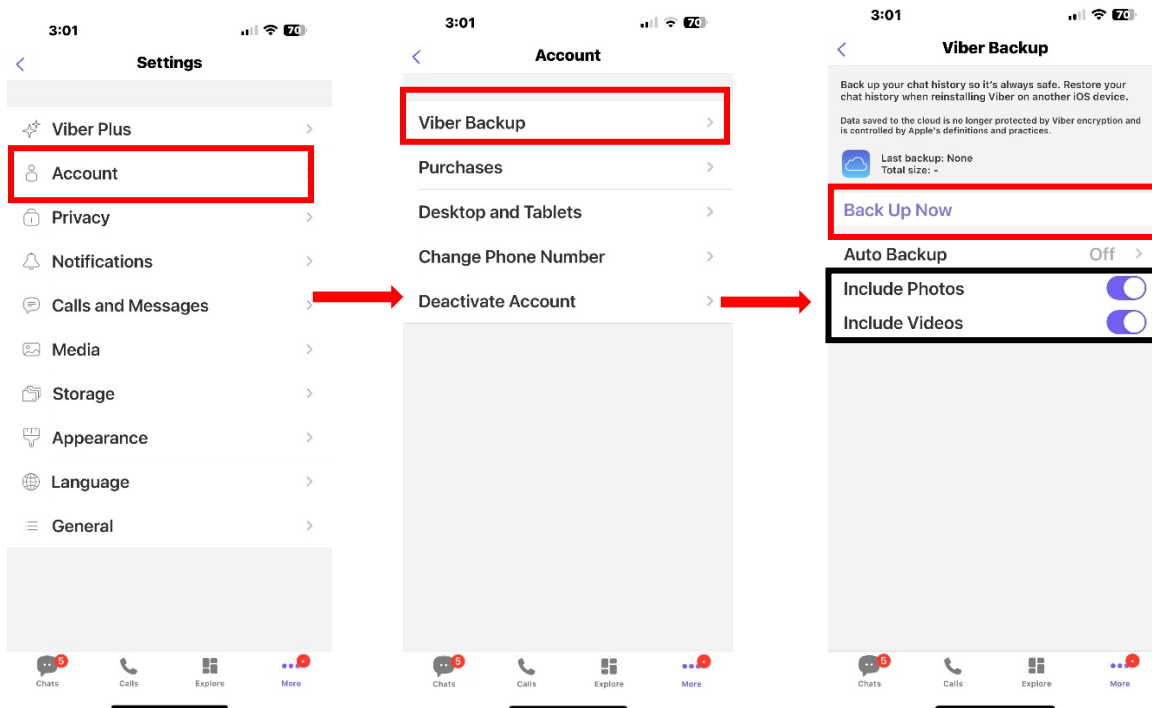 3:01
70
Settings
Viber Plus
Account
Privacy
Notifications
Calls and Messages
Media
Storage
Appearance
Language
General
5
Chats
Calls
Explore
More
3:01
70
Account
Viber Backup
Purchases
Desktop and Tablets
Change Phone Number
Deactivate Account
5
Chats
Calls
Explore
More
3:01
70
Viber Backup
Back up your chat history so it's always safe. Restore your
chat history when reinstalling Viber on another iOS device.
Data saved to the cloud is no longer protected by Viber encryption and
is controlled by Apple's definitions and practices.
Last backup: None
Total size: -
Back Up Now
Auto Backup Off
Include Photos
Include Videos
5
Chats
Calls
Explore
More